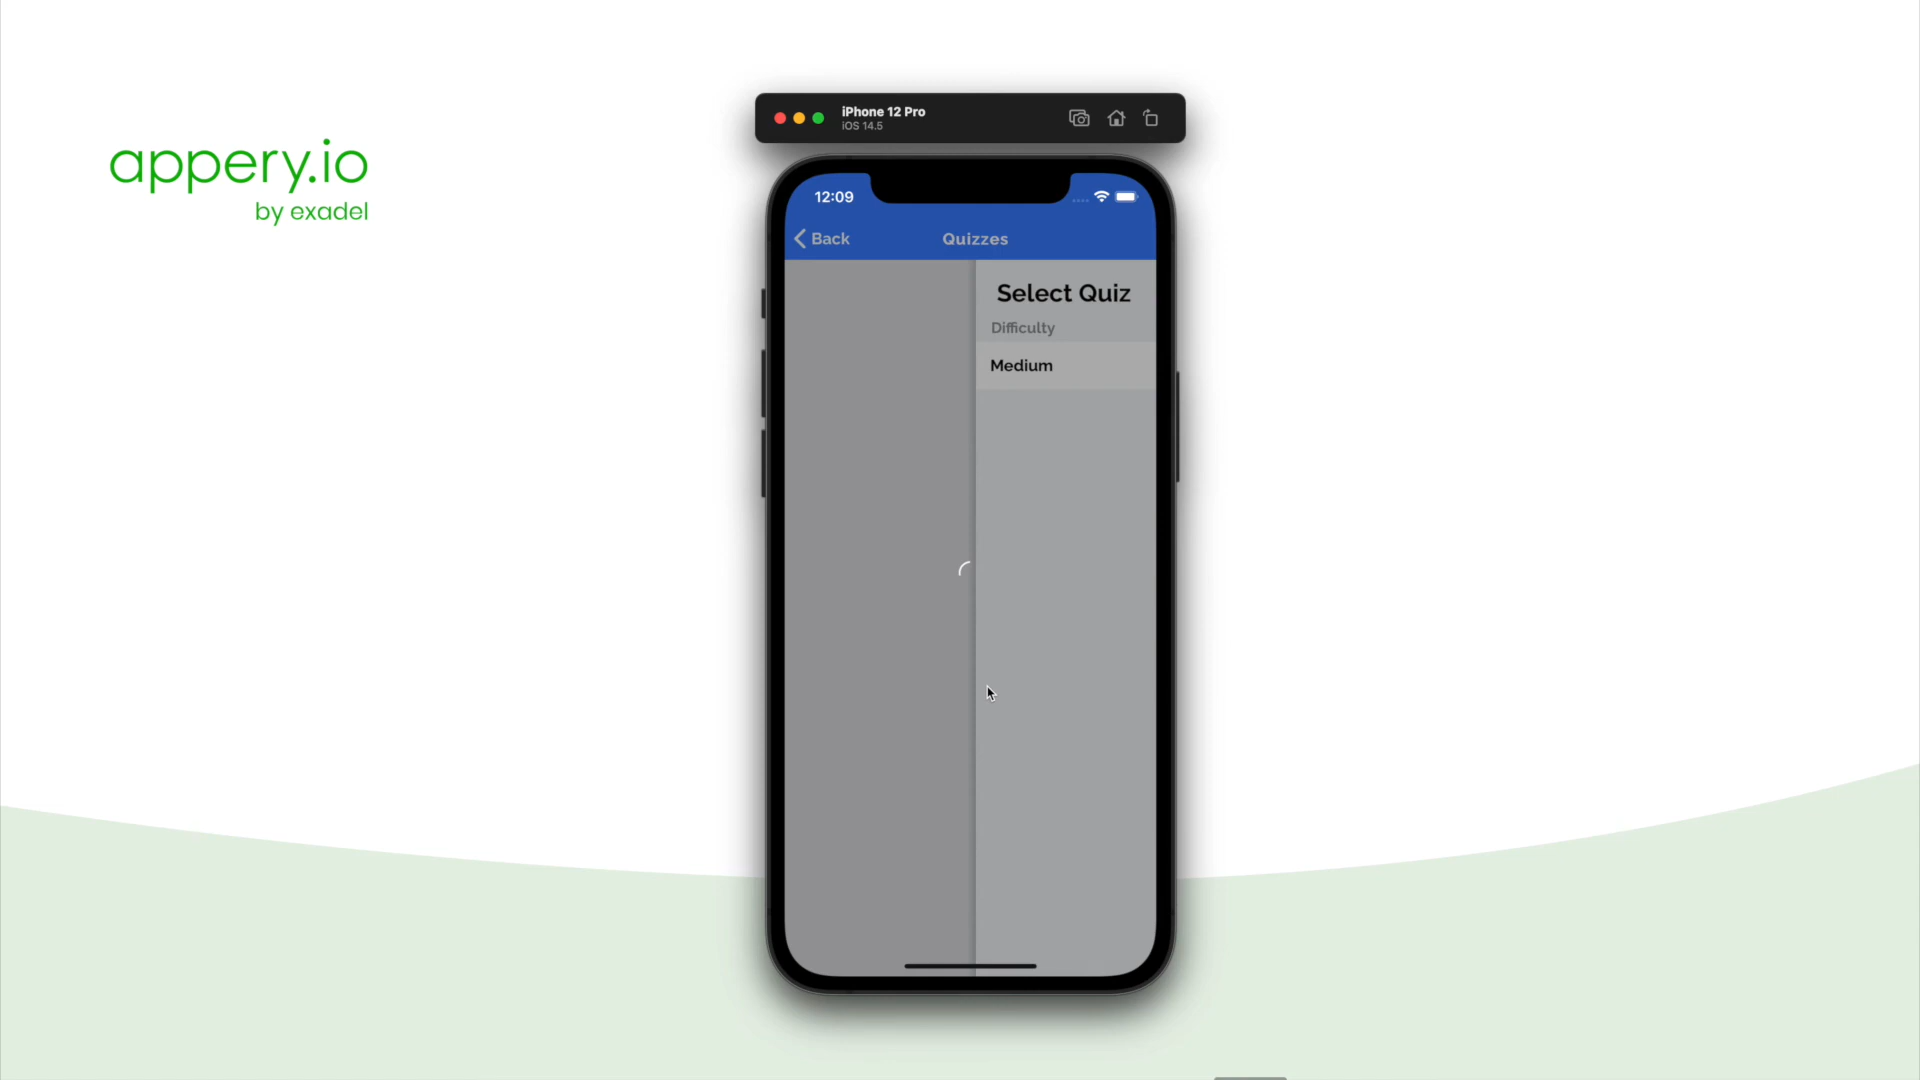 appery.io
by exadel
iPhone 12 Pro
iOS 14.5
12:09
Back
Quizzes
Select Quiz
Difficulty
Medium